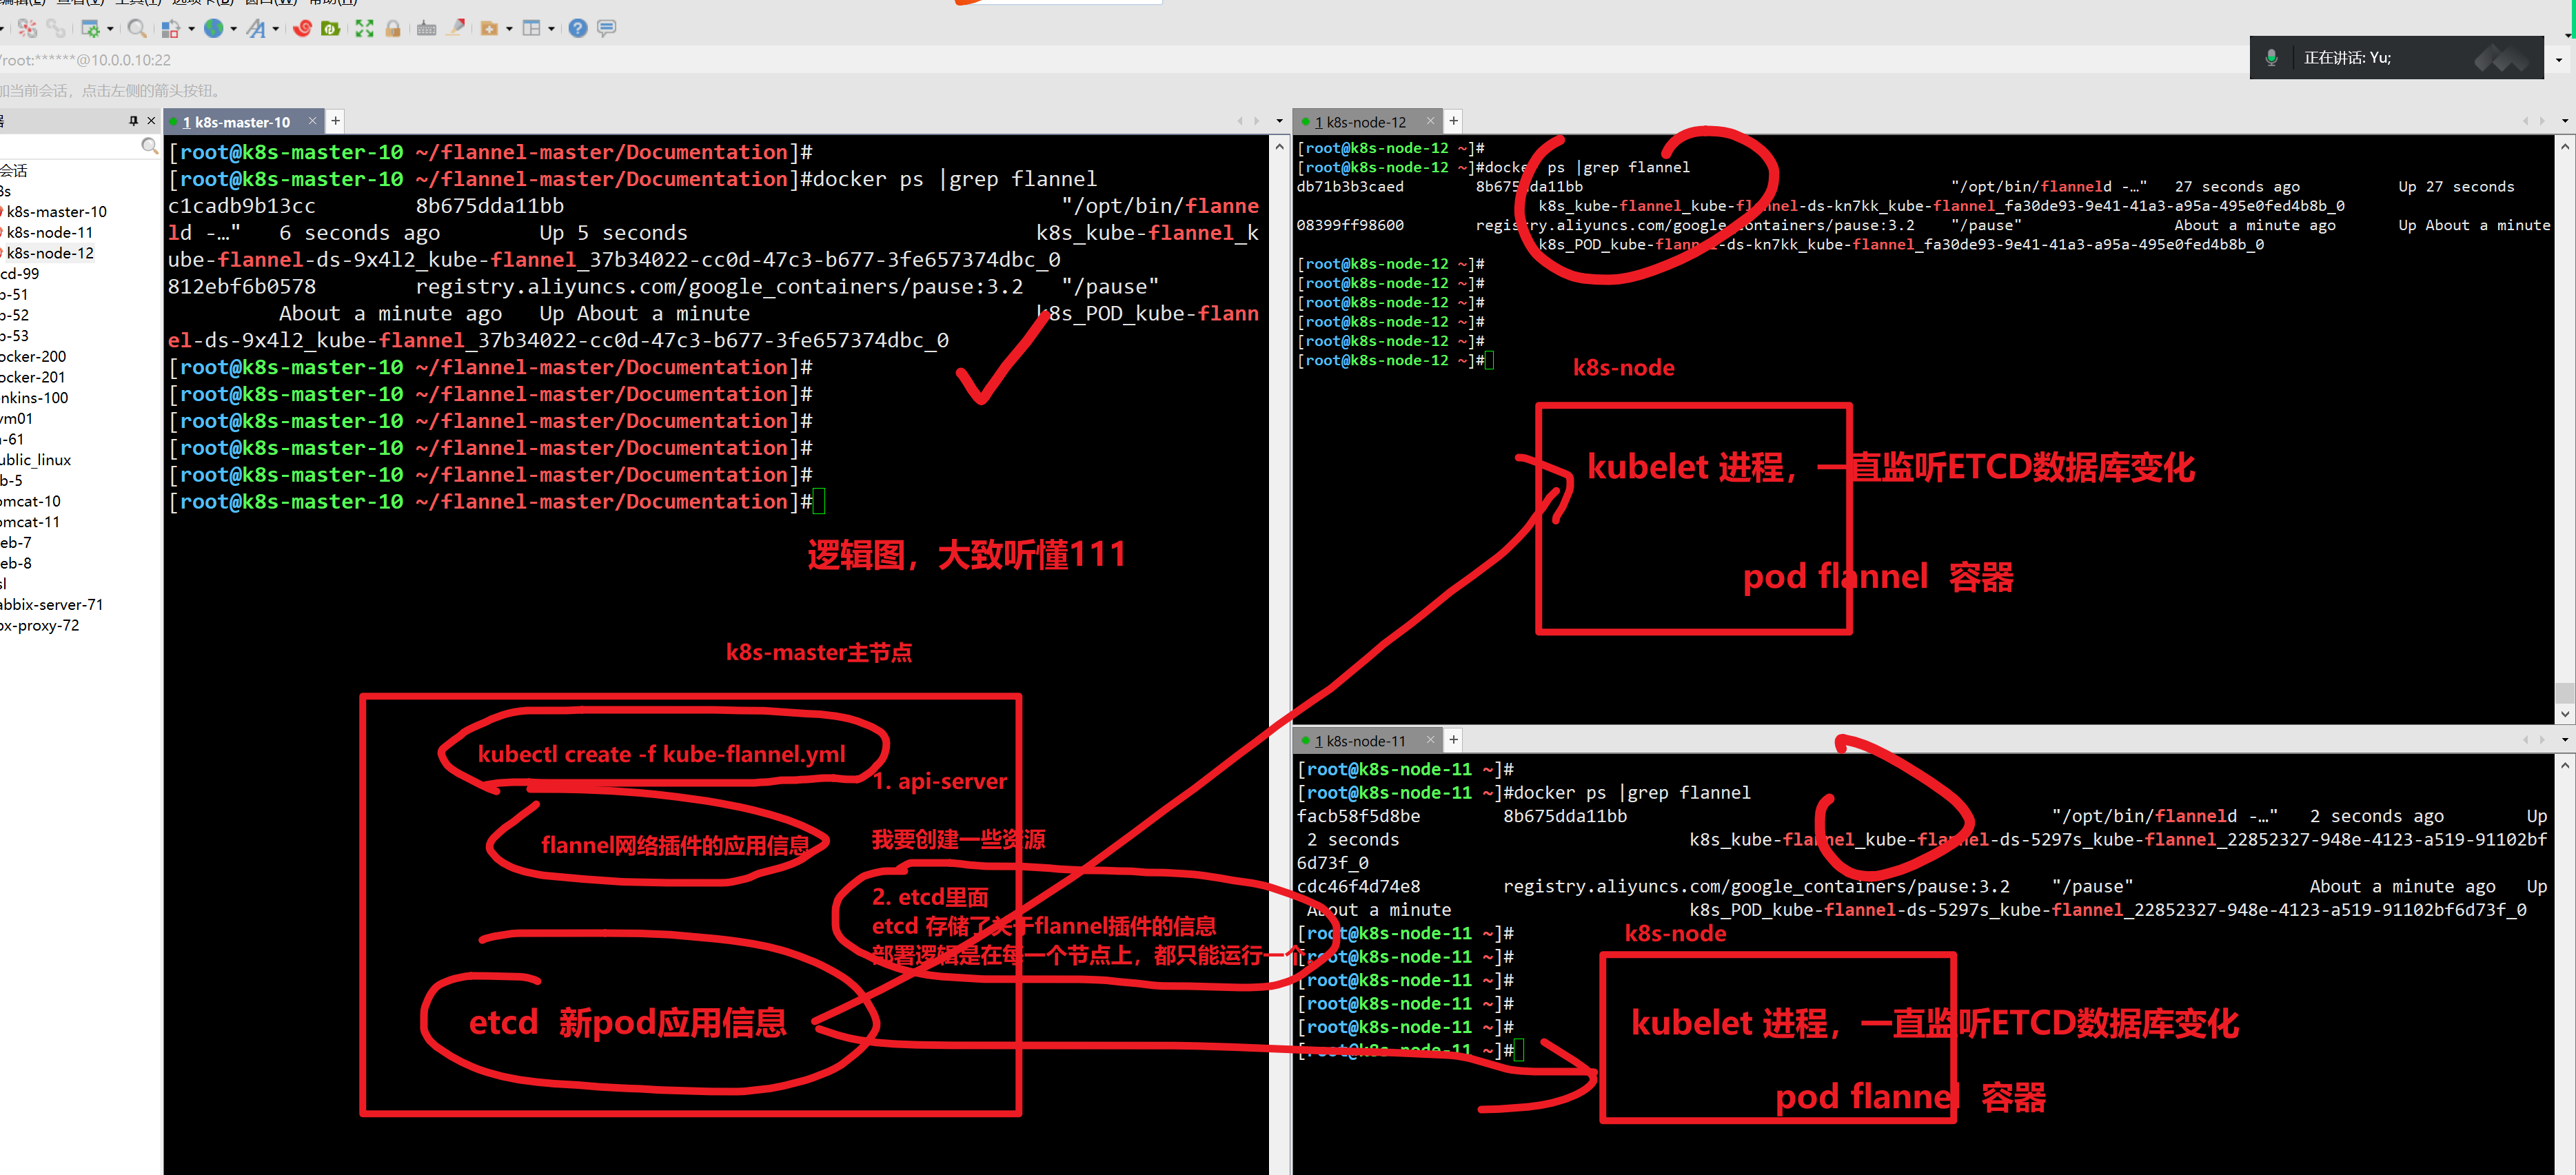 编辑(E) 查看(V) 工具(T) 选项卡(B) 窗口(W) 帮助(H)
/root:******@10.0.0.10:22
加当前会话，点击左侧的箭头按钮。
正在讲话: Yu;
器
会话
8s
k8s-master-10
k8s-node-11
k8s-node-12
cd-99
b-51
b-52
b-53
ocker-200
ocker-201
nkins-100
vm01
-61
ublic_linux
b-5
omcat-10
omcat-11
eb-7
eb-8
sl
abbix-server-71
bx-proxy-72
1 k8s-master-10
[root@k8s-master-10 ~/flannel-master/Documentation]#
[root@k8s-master-10 ~/flannel-master/Documentation]#docker ps |grep flannel
c1cadb9b13cc 8b675dda11bb "/opt/bin/flanne
ld -…" 6 seconds ago Up 5 seconds k8s_kube-flannel_k
ube-flannel-ds-9x4l2_kube-flannel_37b34022-cc0d-47c3-b677-3fe657374dbc_0
812ebf6b0578 registry.aliyuncs.com/google_containers/pause:3.2 "/pause"
About a minute ago Up About a minute k8s_POD_kube-flann
el-ds-9x4l2_kube-flannel_37b34022-cc0d-47c3-b677-3fe657374dbc_0
[root@k8s-master-10 ~/flannel-master/Documentation]#
[root@k8s-master-10 ~/flannel-master/Documentation]#
[root@k8s-master-10 ~/flannel-master/Documentation]#
[root@k8s-master-10 ~/flannel-master/Documentation]#
[root@k8s-master-10 ~/flannel-master/Documentation]#
[root@k8s-master-10 ~/flannel-master/Documentation]#
逻辑图，大致听懂111
k8s-master主节点
kubectl create -f kube-flannel.yml
1. api-server
flannel网络插件的应用信息
我要创建一些资源
2. etcd里面
etcd 存储了关于flannel插件的信息
部署逻辑是在每一个节点上，都只能运行一个
etcd 新pod应用信息
1 k8s-node-12
[root@k8s-node-12 ~]#
[root@k8s-node-12 ~]#docker ps |grep flannel
db71b3b3caed 8b675dda11bb "/opt/bin/flanneld -…" 27 seconds ago Up 27 seconds
k8s_kube-flannel_kube-flannel-ds-kn7kk_kube-flannel_fa30de93-9e41-41a3-a95a-495e0fed4b8b_0
08399ff98600 registry.aliyuncs.com/google_containers/pause:3.2 "/pause" About a minute ago Up About a minute
k8s_POD_kube-flannel-ds-kn7kk_kube-flannel_fa30de93-9e41-41a3-a95a-495e0fed4b8b_0
[root@k8s-node-12 ~]#
[root@k8s-node-12 ~]#
[root@k8s-node-12 ~]#
[root@k8s-node-12 ~]#
[root@k8s-node-12 ~]#
[root@k8s-node-12 ~]#
k8s-node
kubelet 进程，一直监听ETCD数据库变化
pod flannel 容器
1 k8s-node-11
[root@k8s-node-11 ~]#
[root@k8s-node-11 ~]#docker ps |grep flannel
facb58f5d8be 8b675dda11bb "/opt/bin/flanneld -…" 2 seconds ago Up
2 seconds k8s_kube-flannel_kube-flannel-ds-5297s_kube-flannel_22852327-948e-4123-a519-91102bf
6d73f_0
cdc46f4d74e8 registry.aliyuncs.com/google_containers/pause:3.2 "/pause" About a minute ago Up
About a minute k8s_POD_kube-flannel-ds-5297s_kube-flannel_22852327-948e-4123-a519-91102bf6d73f_0
[root@k8s-node-11 ~]#
[root@k8s-node-11 ~]#
[root@k8s-node-11 ~]#
[root@k8s-node-11 ~]#
[root@k8s-node-11 ~]#
[root@k8s-node-11 ~]#
k8s-node
kubelet 进程，一直监听ETCD数据库变化
pod flannel 容器